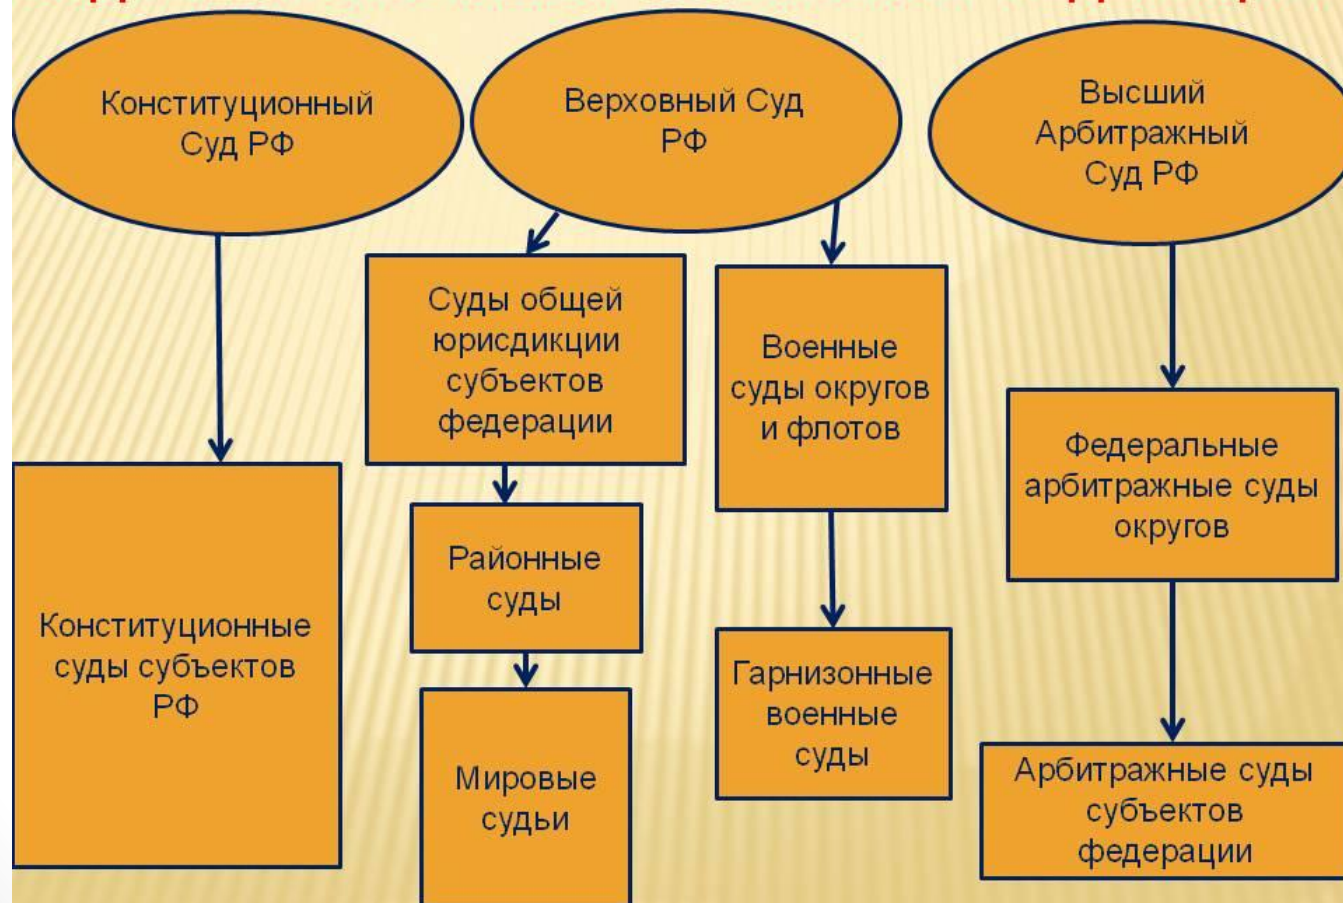 Конституционный
Суд РФ
Верховный Суд
РФ
Высший
Арбитражный
Суд РФ
Суды общей
юрисдикции
субъектов
федерации
Военные
суды округов
и флотов
Федеральные
арбитражные суды
округов
Районные
суды
Конституционные
суды субъектов
РФ
Гарнизонные
военные
суды
Мировые
судьи
Арбитражные суды
субъектов
федерации